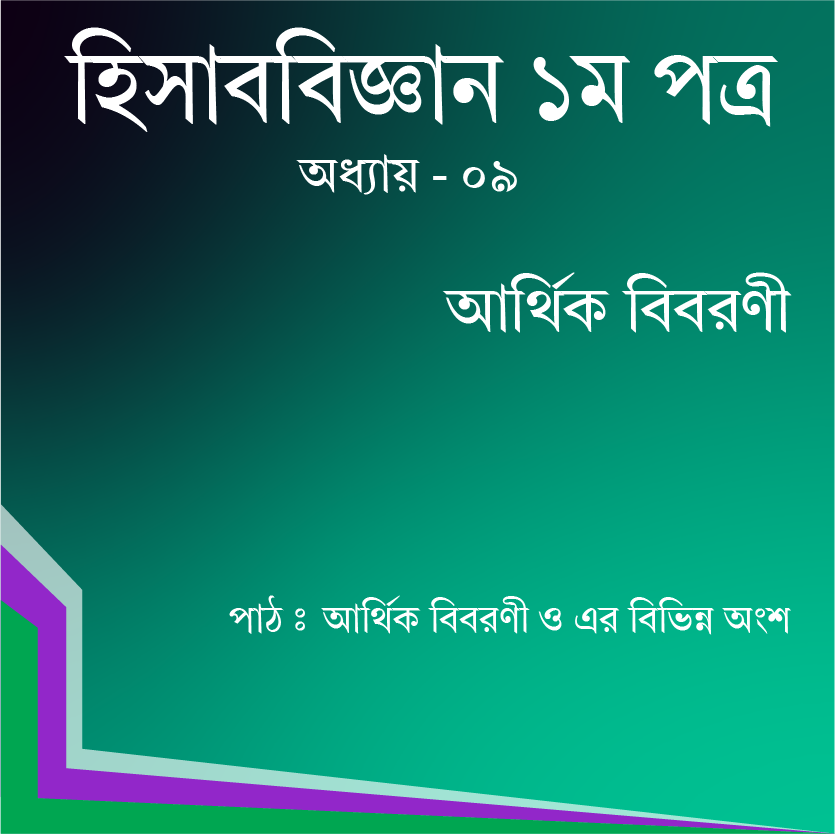 হিসাববিজ্ঞান ১ম পত্র
অধ্যায় - ০৯
আর্থিক বিবরণী
পাঠ ঃ আর্থিক বিবরণী ও এর বিভিন্ন অংশ